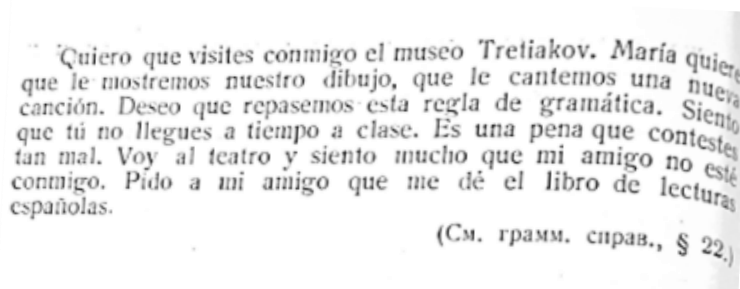 Quiero que visites conmigo el museo Tretiakov. María quiere
que le mostremos nuestro dibujo, que le cantemos una nueva
canción. Deseo que repasemos esta regla de gramática. Siento
que tú no llegues a tiempo a clase. Es una pena que contestes
tan mal. Voy al teatro y siento mucho que mi amigo no esté
conmigo. Pido a mi amigo que me dé el libro de lecturas
españolas.
(См. грамм. справ., § 22.)